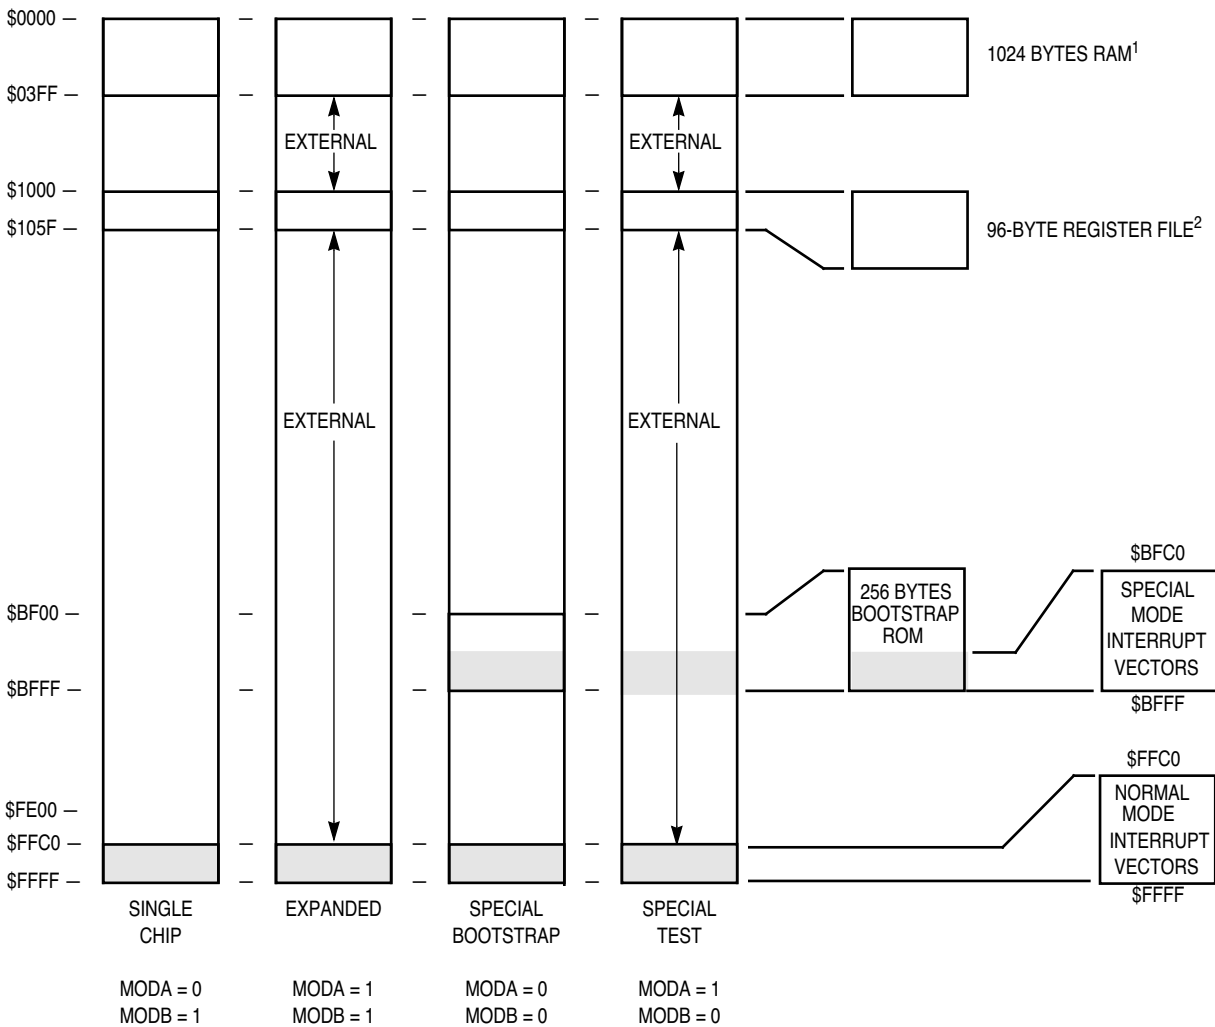 $0000 –
1024 BYTES RAM1
$03FF –
EXTERNAL
EXTERNAL
$1000 –
$105F –
96-BYTE REGISTER FILE2
EXTERNAL
EXTERNAL
$BF00 –
256 BYTES
BOOTSTRAP
ROM
$BFC0
SPECIAL
MODE
INTERRUPT
VECTORS
$BFFF
$BFFF –
$FFC0
NORMAL
MODE
INTERRUPT
VECTORS
$FFFF
$FE00 –
$FFC0 –
$FFFF –
SINGLE
CHIP
EXPANDED
SPECIAL
BOOTSTRAP
SPECIAL
TEST
MODA = 0
MODB = 1
MODA = 1
MODB = 1
MODA = 0
MODB = 0
MODA = 1
MODB = 0